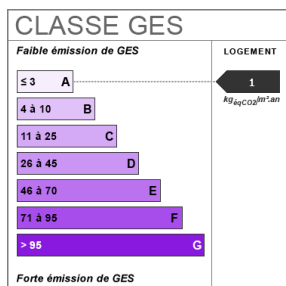 CLASSE GES
Faible émission de GES
LOGEMENT
≤ 3 A
1
kgéqCO2/m².an
4 à 10 B
11 à 25 C
26 à 45 D
46 à 70 E
71 à 95 F
> 95 G
Forte émission de GES